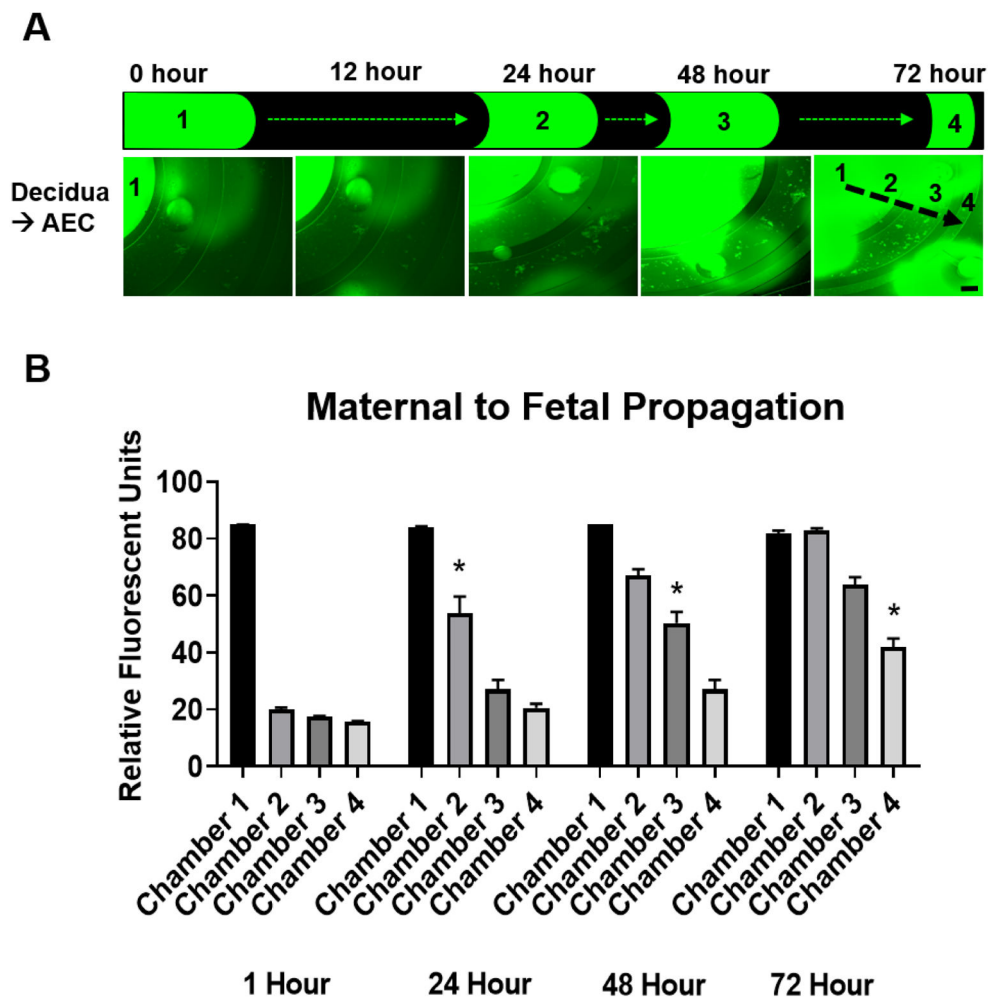 A
0 hour 12 hour 24 hour 48 hour 72 hour
1 2 3 4
Decidua
→ AEC
1
1 2 3 4
B
Maternal to Fetal Propagation
Relative Fluorescent Units
100
80
60
40
20
0
* * *
Chamber 1 Chamber 2 Chamber 3 Chamber 4 Chamber 1 Chamber 2 Chamber 3 Chamber 4 Chamber 1 Chamber 2 Chamber 3 Chamber 4 Chamber 1 Chamber 2 Chamber 3 Chamber 4
1 Hour 24 Hour 48 Hour 72 Hour